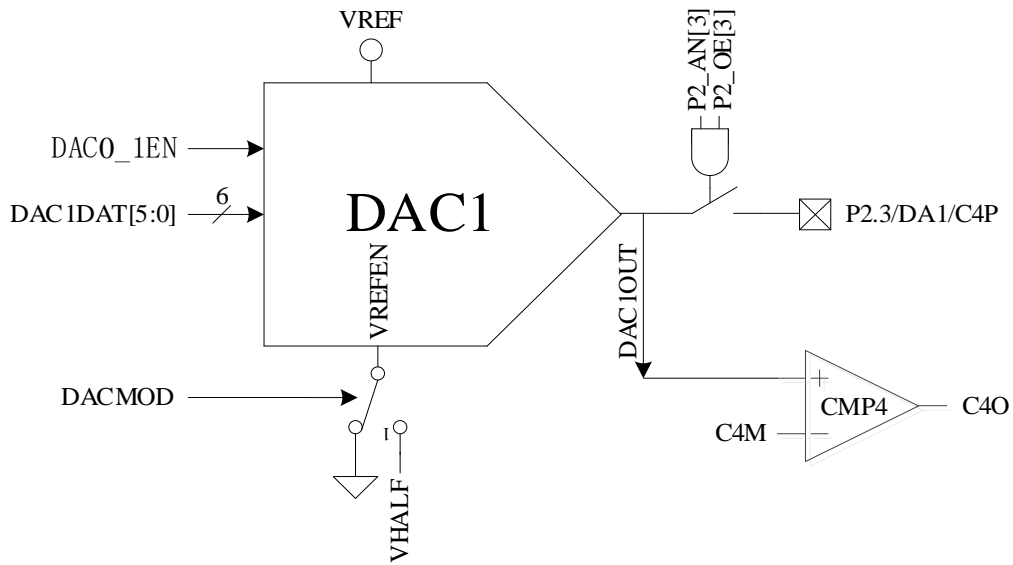 VREF
P2_AN[3]
P2_OE[3]
DAC0_1EN
DAC1DAT[5:0]
6
DAC1
VREFEN
P2.3/DA1/C4P
DAC1OUT
DACMOD
1
VHALF
+
CMP4
C4O
C4M